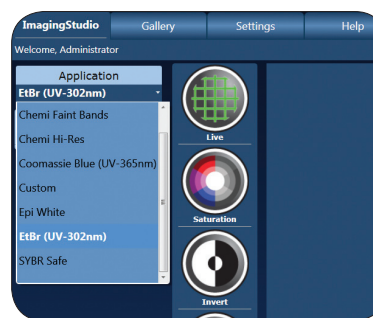 ImagingStudio Gallery Settings Help
Welcome, Administrator
Application
EtBr (UV-302nm)
Chemi Faint Bands
Chemi Hi-Res
Coomassie Blue (UV-365nm)
Custom
Epi White
EtBr (UV-302nm)
SYBR Safe
Live
Saturation
Invert